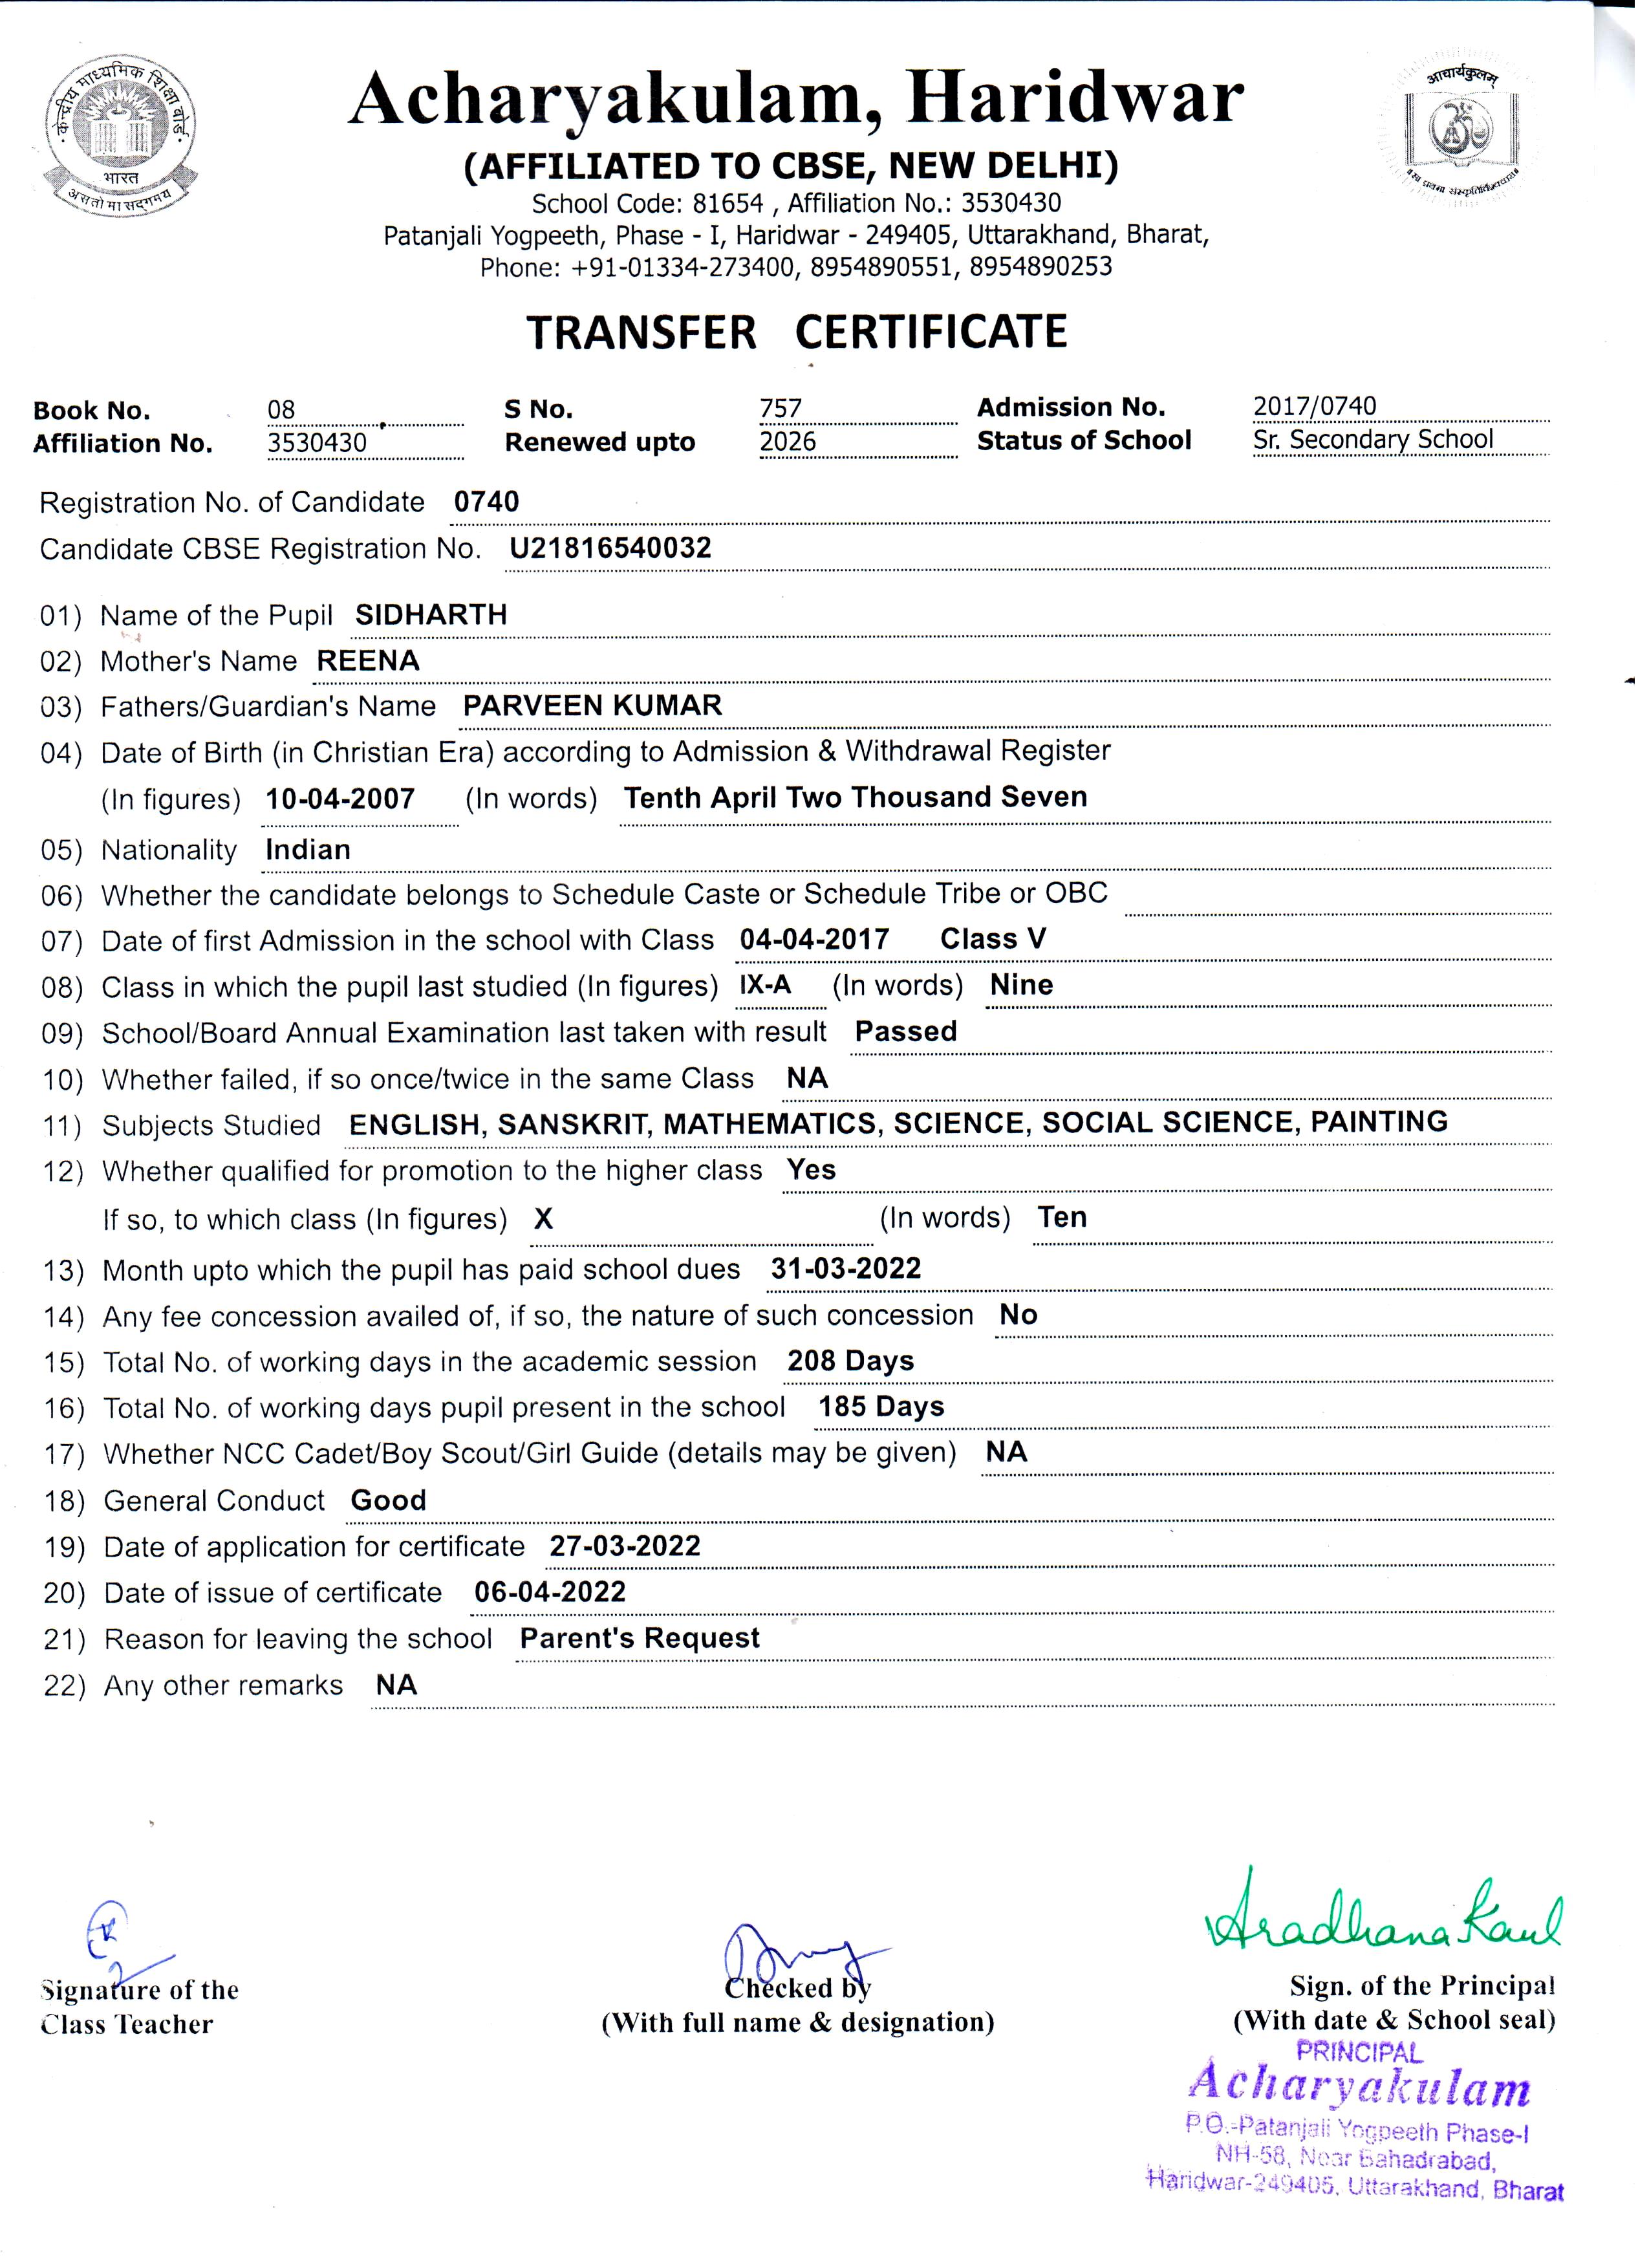 केन्द्रीय माध्यमिक शिक्षा बोर्ड
भारत
असतो मा सद्गमय
आचार्यकुलम्
Acharyakulam, Haridwar
(AFFILIATED TO CBSE, NEW DELHI)
School Code: 81654 , Affiliation No.: 3530430
Patanjali Yogpeeth, Phase - I, Haridwar - 249405, Uttarakhand, Bharat,
Phone: +91-01334-273400, 8954890551, 8954890253
TRANSFER CERTIFICATE
Book No. 08 S No. 757 Admission No. 2017/0740
Affiliation No. 3530430 Renewed upto 2026 Status of School Sr. Secondary School
Registration No. of Candidate 0740
Candidate CBSE Registration No. U21816540032
01) Name of the Pupil SIDHARTH
02) Mother's Name REENA
03) Fathers/Guardian's Name PARVEEN KUMAR
04) Date of Birth (in Christian Era) according to Admission & Withdrawal Register
(In figures) 10-04-2007 (In words) Tenth April Two Thousand Seven
05) Nationality Indian
06) Whether the candidate belongs to Schedule Caste or Schedule Tribe or OBC
07) Date of first Admission in the school with Class 04-04-2017 Class V
08) Class in which the pupil last studied (In figures) IX-A (In words) Nine
09) School/Board Annual Examination last taken with result Passed
10) Whether failed, if so once/twice in the same Class NA
11) Subjects Studied ENGLISH, SANSKRIT, MATHEMATICS, SCIENCE, SOCIAL SCIENCE, PAINTING
12) Whether qualified for promotion to the higher class Yes
If so, to which class (In figures) X (In words) Ten
13) Month upto which the pupil has paid school dues 31-03-2022
14) Any fee concession availed of, if so, the nature of such concession No
15) Total No. of working days in the academic session 208 Days
16) Total No. of working days pupil present in the school 185 Days
17) Whether NCC Cadet/Boy Scout/Girl Guide (details may be given) NA
18) General Conduct Good
19) Date of application for certificate 27-03-2022
20) Date of issue of certificate 06-04-2022
21) Reason for leaving the school Parent's Request
22) Any other remarks NA
Aradhana Kaul
Signature of the Checked by Sign. of the Principal
Class Teacher (With full name & designation) (With date & School seal)
PRINCIPAL
Acharyakulam
P.O.-Patanjali Yogpeeth Phase-I
NH-58, Near Bahadrabad,
Haridwar-249405, Uttarakhand, Bharat